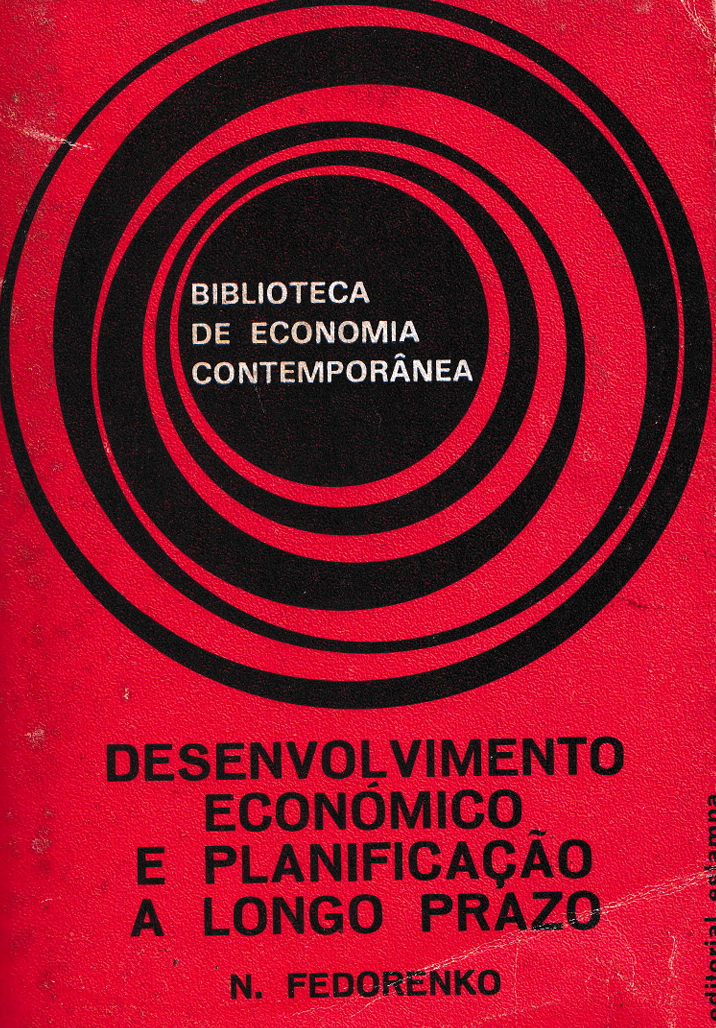 BIBLIOTECA
DE ECONOMIA
CONTEMPORÂNEA
DESENVOLVIMENTO
ECONÓMICO
E PLANIFICAÇÃO
A LONGO PRAZO
N. FEDORENKO
editorial estampa